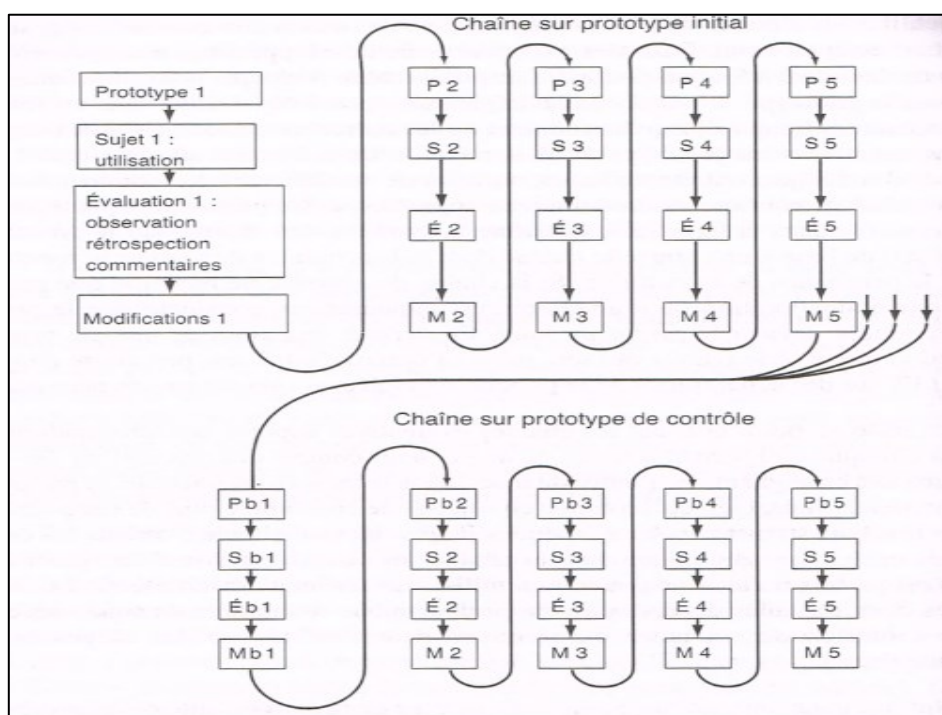 Chaîne sur prototype initial
Prototype 1
Sujet 1 :
utilisation
Évaluation 1 :
observation
rétrospection
commentaires
Modifications 1
P 2
P 3
P 4
P 5
S 2
S 3
S 4
S 5
É 2
É 3
É 4
É 5
M 2
M 3
M 4
M 5
Chaîne sur prototype de contrôle
Pb1
Pb2
Pb3
Pb4
Pb5
Sb1
S 2
S 3
S 4
S 5
Éb1
É 2
É 3
É 4
É 5
Mb1
M 2
M 3
M 4
M 5